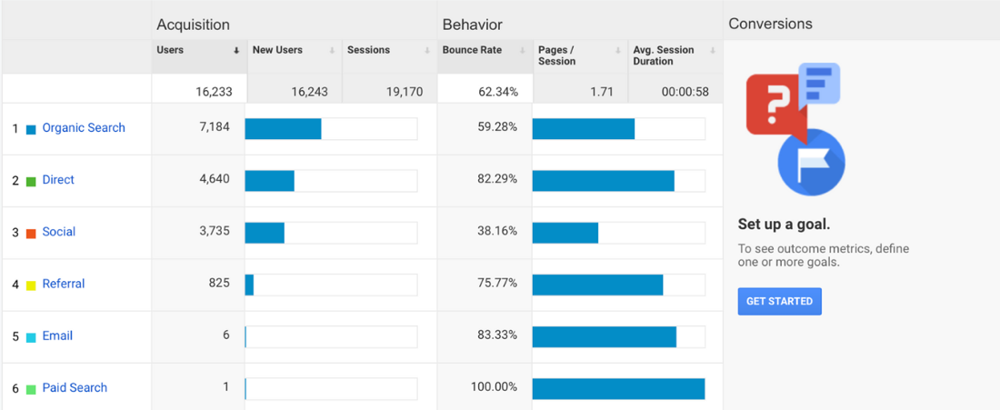 Acquisition Behavior Conversions
Users New Users Sessions Bounce Rate Pages / Session Avg. Session Duration
16,233 16,243 19,170 62.34% 1.71 00:00:58
1 Organic Search 7,184 59.28%
2 Direct 4,640 82.29%
3 Social 3,735 38.16%
4 Referral 825 75.77%
5 Email 6 83.33%
6 Paid Search 1 100.00%
?
Set up a goal.
To see outcome metrics, define
one or more goals.
GET STARTED